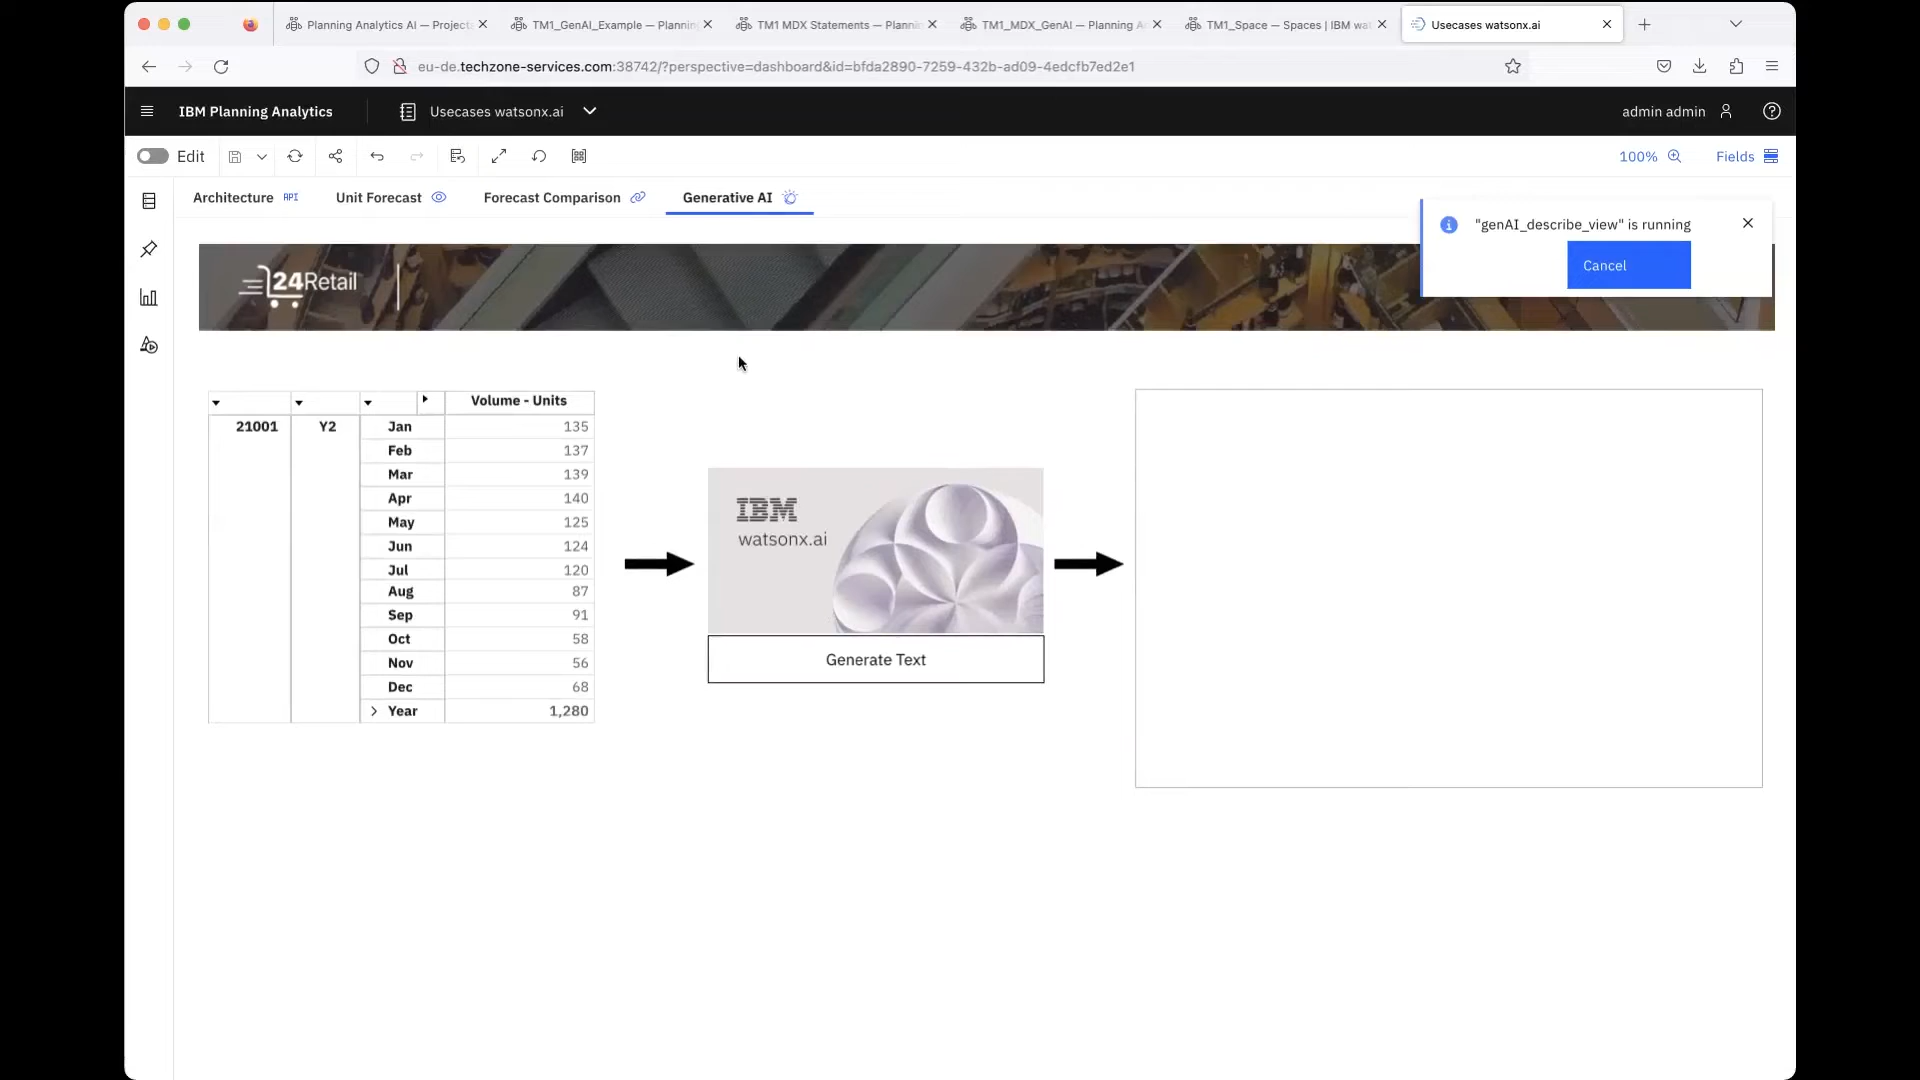 Planning Analytics AI — Project
TM1_GenAI_Example — Plannin
TM1 MDX Statements — Plannin
TM1_MDX_GenAI — Planning A
TM1_Space — Spaces | IBM wat
Usecases watsonx.ai
eu-de.techzone-services.com:38742/?perspective=dashboard&id=bfda2890-7259-432b-ad09-4edcfb7ed2e1
IBM Planning Analytics
Usecases watsonx.ai
admin admin
Edit
100%
Fields
Architecture API
Unit Forecast
Forecast Comparison
Generative AI
"genAI_describe_view" is running
Cancel
24Retail
Volume - Units
21001 Y2 Jan 135
Feb 137
Mar 139
Apr 140
May 125
Jun 124
Jul 120
Aug 87
Sep 91
Oct 58
Nov 56
Dec 68
Year 1,280
IBM
watsonx.ai
Generate Text